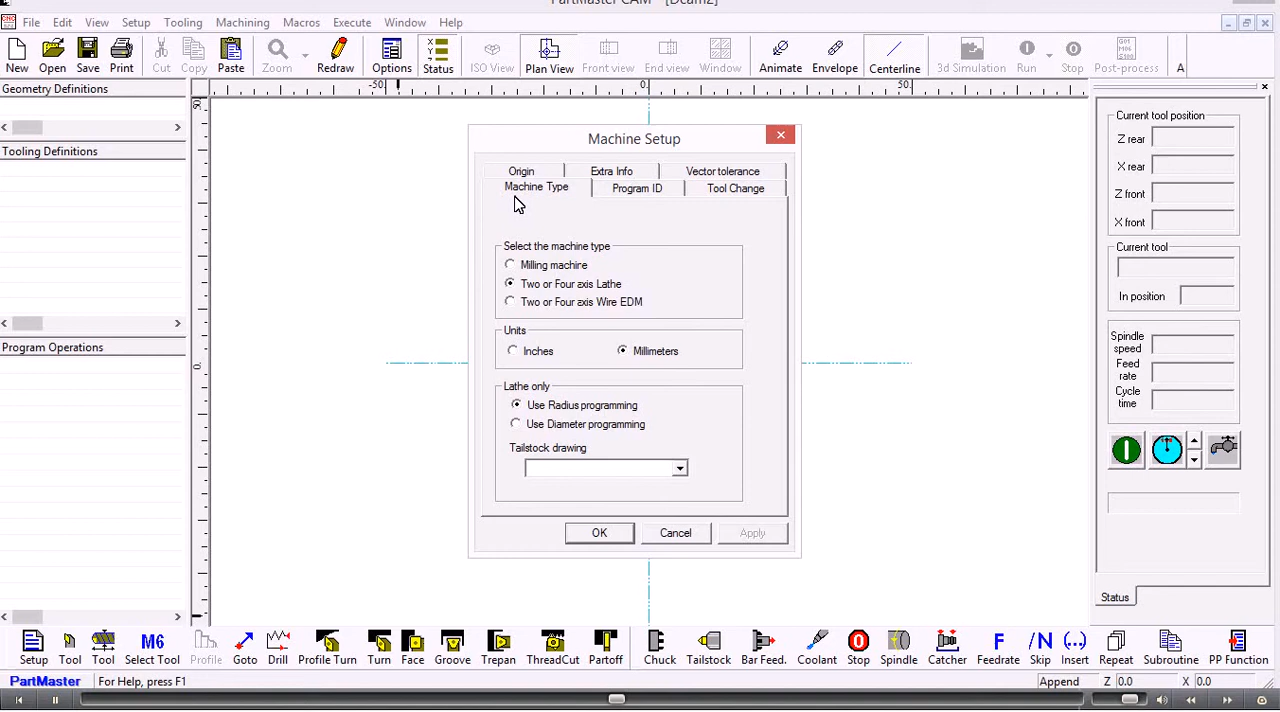 PartMaster CAM - [Dcam2]
File Edit View Setup Tooling Machining Macros Execute Window Help
New Open Save Print Cut Copy Paste Zoom Redraw Options Status ISO View Plan View Front view End view Window Animate Envelope Centerline 3d Simulation Run Stop Post-process A
Geometry Definitions
-50 0. 50
50
Tooling Definitions
Program Operations
0.
Machine Setup
Origin Extra Info Vector tolerance
Machine Type Program ID Tool Change
Select the machine type
Milling machine
Two or Four axis Lathe
Two or Four axis Wire EDM
Units
Inches Millimeters
Lathe only
Use Radius programming
Use Diameter programming
Tailstock drawing
OK Cancel Apply
Current tool position
Z rear
X rear
Z front
X front
Current tool
In position
Spindle
speed
Feed
rate
Cycle
time
Status
M6 F /N (...)
Setup Tool Tool Select Tool Profile Goto Drill Profile Turn Turn Face Groove Trepan ThreadCut Partoff Chuck Tailstock Bar Feed. Coolant Stop Spindle Catcher Feedrate Skip Insert Repeat Subroutine PP Function
PartMaster For Help, press F1 Append Z 0.0 X 0.0